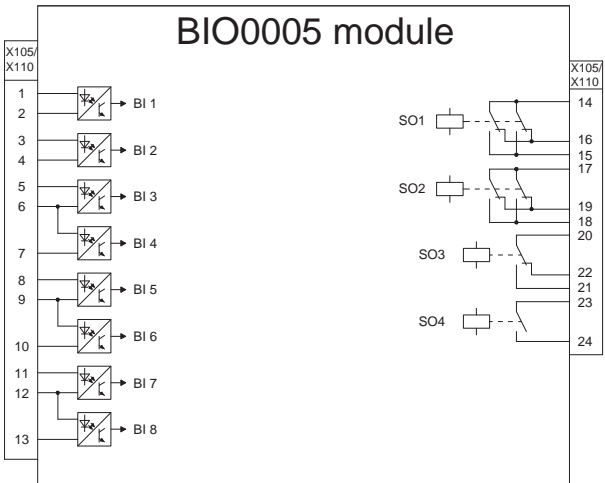 BIO0005 module
X105/
X110
1
2
BI 1
3
4
BI 2
5
6
BI 3
7
BI 4
8
9
BI 5
10
BI 6
11
12
BI 7
13
BI 8
X105/
X110
14
SO1
16
15
17
SO2
19
18
20
SO3
22
21
23
SO4
24